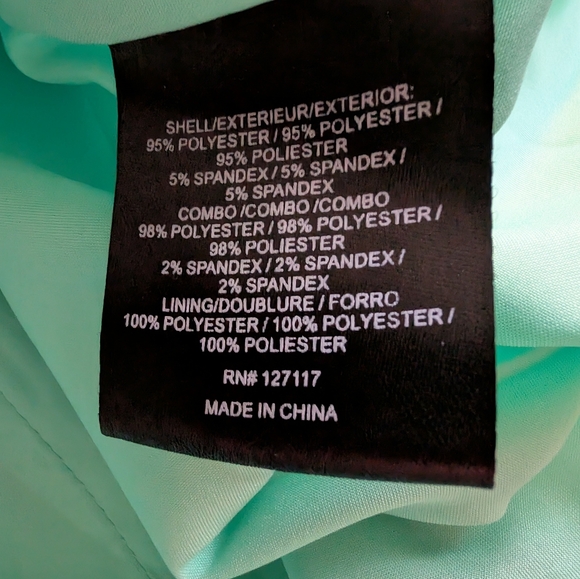 SHELL/EXTERIEUR/EXTERIOR:
95% POLYESTER / 95% POLYESTER /
95% POLIESTER
5% SPANDEX / 5% SPANDEX /
5% SPANDEX
COMBO /COMBO /COMBO
98% POLYESTER / 98% POLYESTER /
98% POLIESTER
2% SPANDEX / 2% SPANDEX /
2% SPANDEX
LINING/DOUBLURE / FORRO
100% POLYESTER / 100% POLYESTER /
100% POLIESTER
RN# 127117
MADE IN CHINA